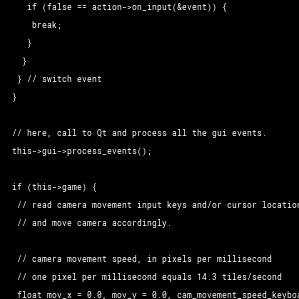 if (false == action->on_input(&event)) {
break;
}
}
} // switch event
}
// here, call to Qt and process all the gui events.
this->gui->process_events();
if (this->game) {
// read camera movement input keys and/or cursor location
// and move camera accordingly.
// camera movement speed, in pixels per millisecond
// one pixel per millisecond equals 14.3 tiles/second
float mov_x = 0.0, mov_y = 0.0, cam_movement_speed_keyboa